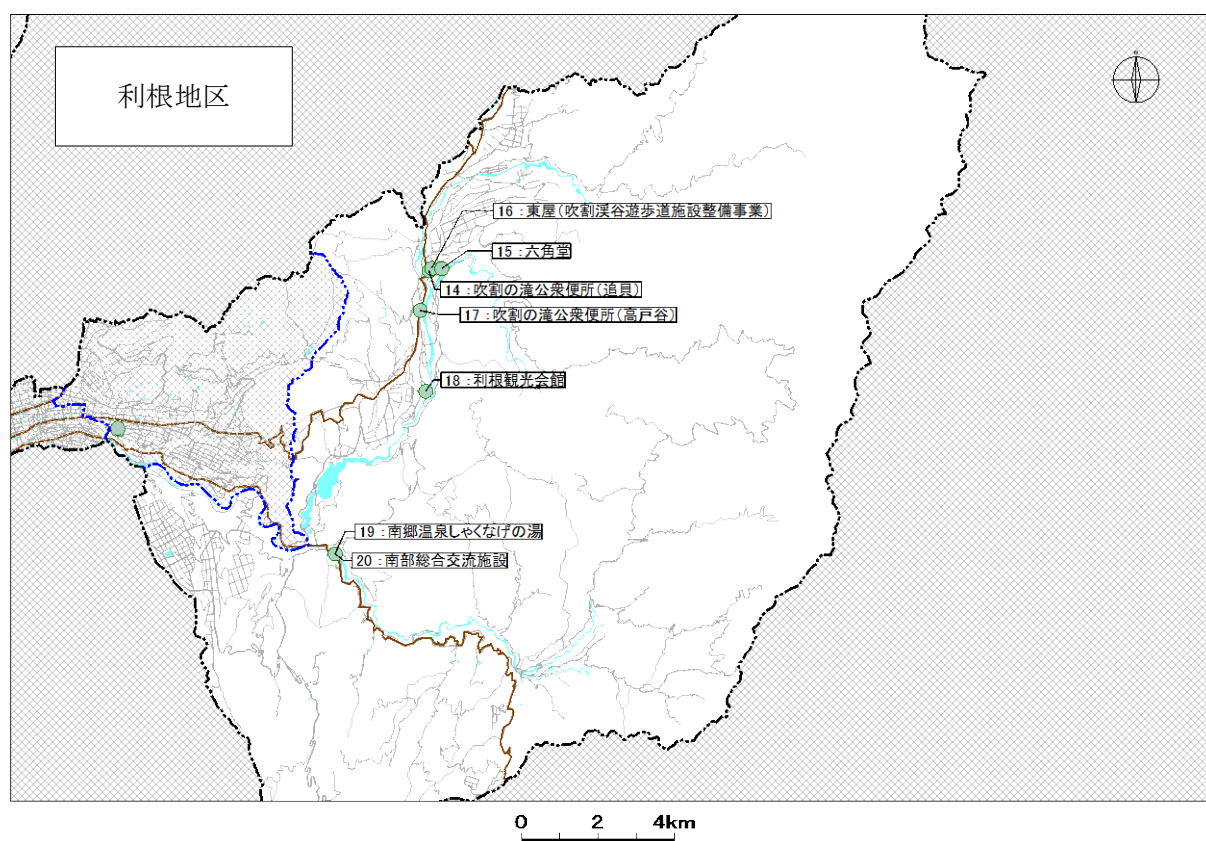 利根地区
16：東屋（吹割渓谷遊歩道施設整備事業）
15：六角堂
14：吹割の滝公衆便所（追貝）
17：吹割の滝公衆便所（高戸谷）
18：利根観光会館
19：南郷温泉しゃくなげの湯
20：南部総合交流施設
0 2 4km